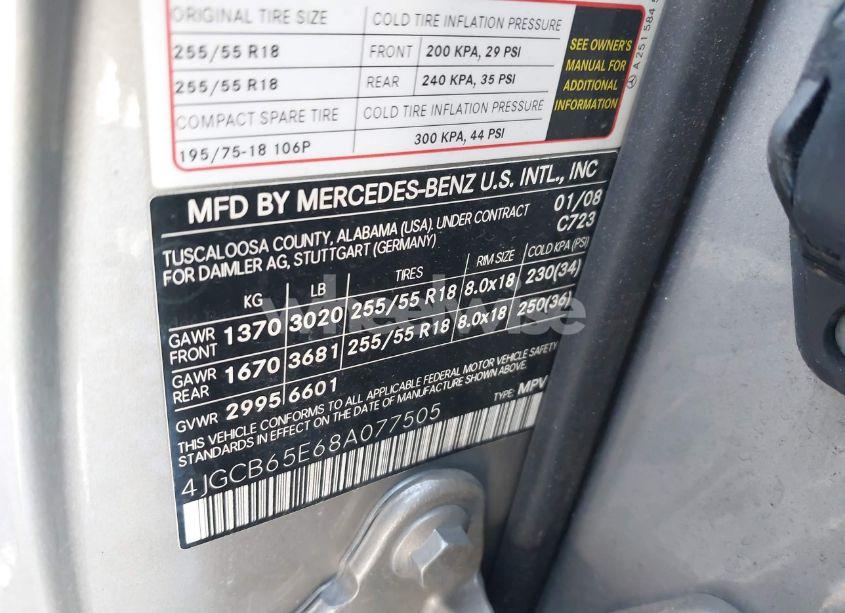 ORIGINAL TIRE SIZE COLD TIRE INFLATION PRESSURE
255/55 R18 FRONT 200 KPA, 29 PSI
255/55 R18 REAR 240 KPA, 35 PSI
COMPACT SPARE TIRE COLD TIRE INFLATION PRESSURE
195/75-18 106P 300 KPA, 44 PSI
SEE OWNER'S
MANUAL FOR
ADDITIONAL
INFORMATION
A 251 584 5
MFD BY MERCEDES-BENZ U.S. INTL., INC
TUSCALOOSA COUNTY, ALABAMA (USA). UNDER CONTRACT 01/08
FOR DAIMLER AG, STUTTGART (GERMANY) C723
KG LB TIRES RIM SIZE COLD KPA (PSI)
GAWR FRONT 1370 3020 255/55 R18 8.0x18 230(34)
GAWR REAR 1670 3681 255/55 R18 8.0x18 250(36)
GVWR 2995 6601
THIS VEHICLE CONFORMS TO ALL APPLICABLE FEDERAL MOTOR VEHICLE SAFETY
STANDARDS IN EFFECT ON THE DATE OF MANUFACTURE SHOWN ABOVE.
TYPE: MPV
4JGCB65E68A077505
wheelwise